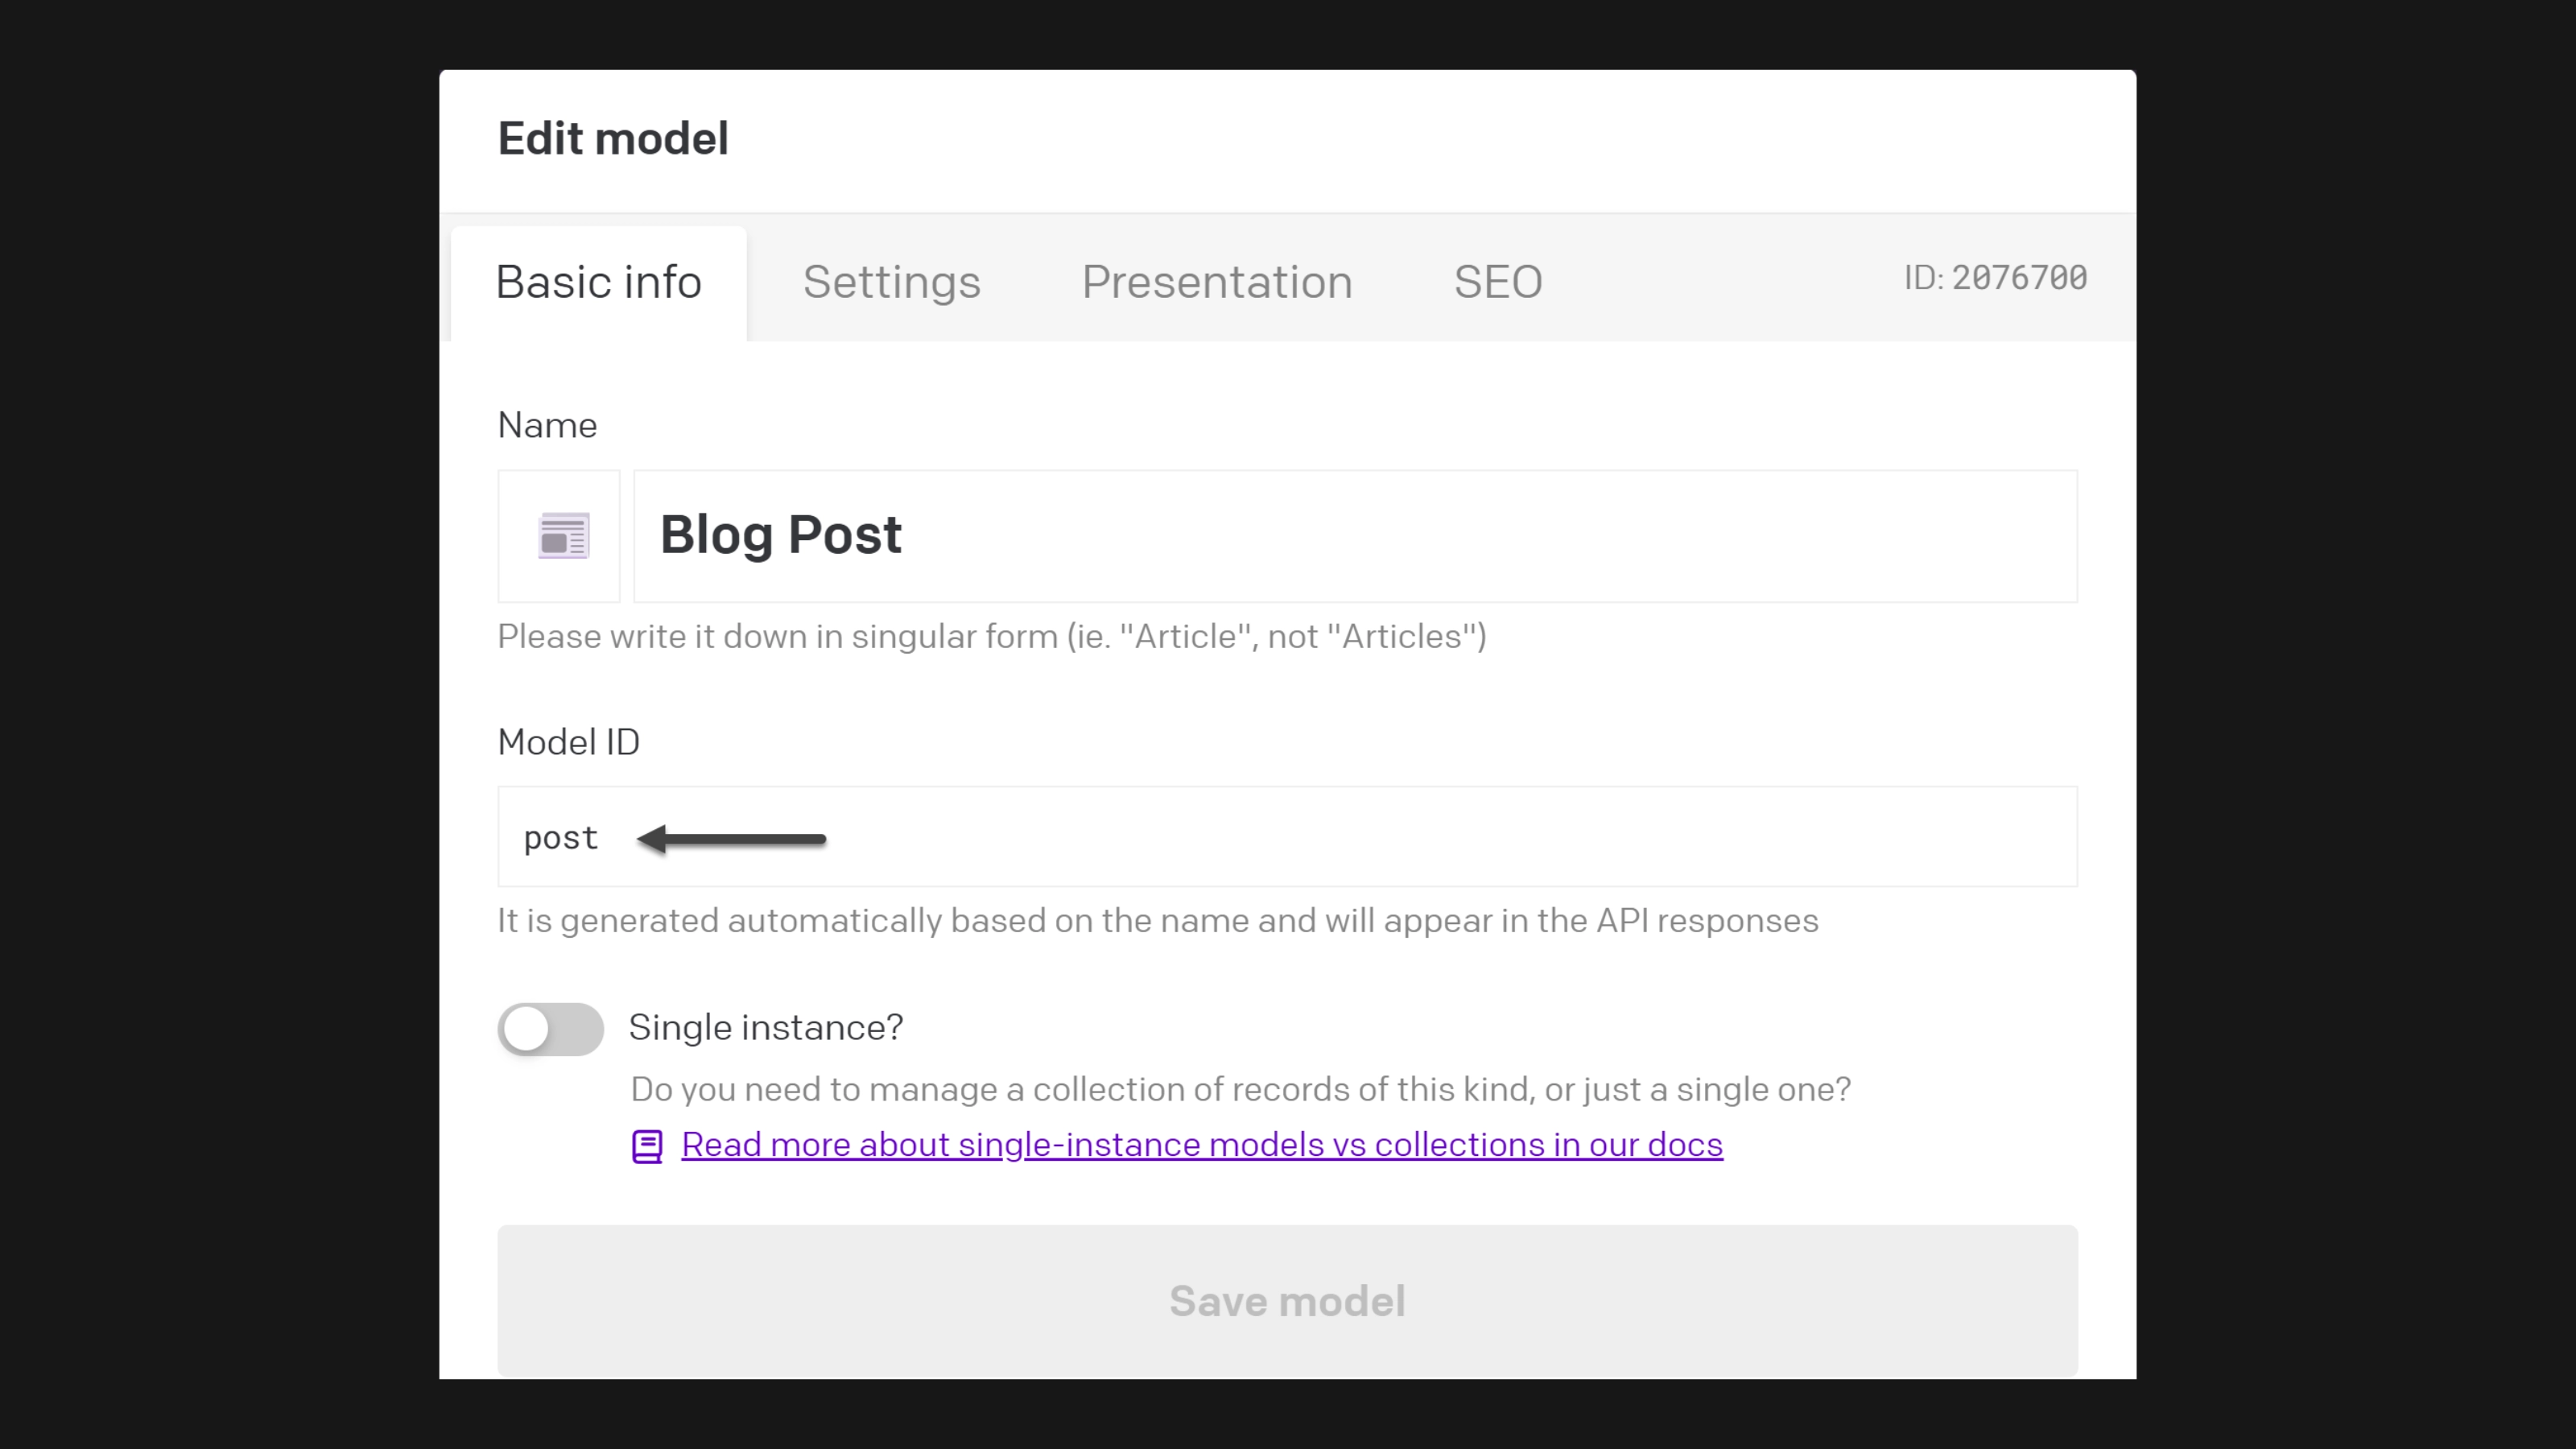 Edit model
Basic info Settings Presentation SEO ID: 2076700
Name
Blog Post
Please write it down in singular form (ie. "Article", not "Articles")
Model ID
post
It is generated automatically based on the name and will appear in the API responses
Single instance?
Do you need to manage a collection of records of this kind, or just a single one?
Read more about single-instance models vs collections in our docs
Save model